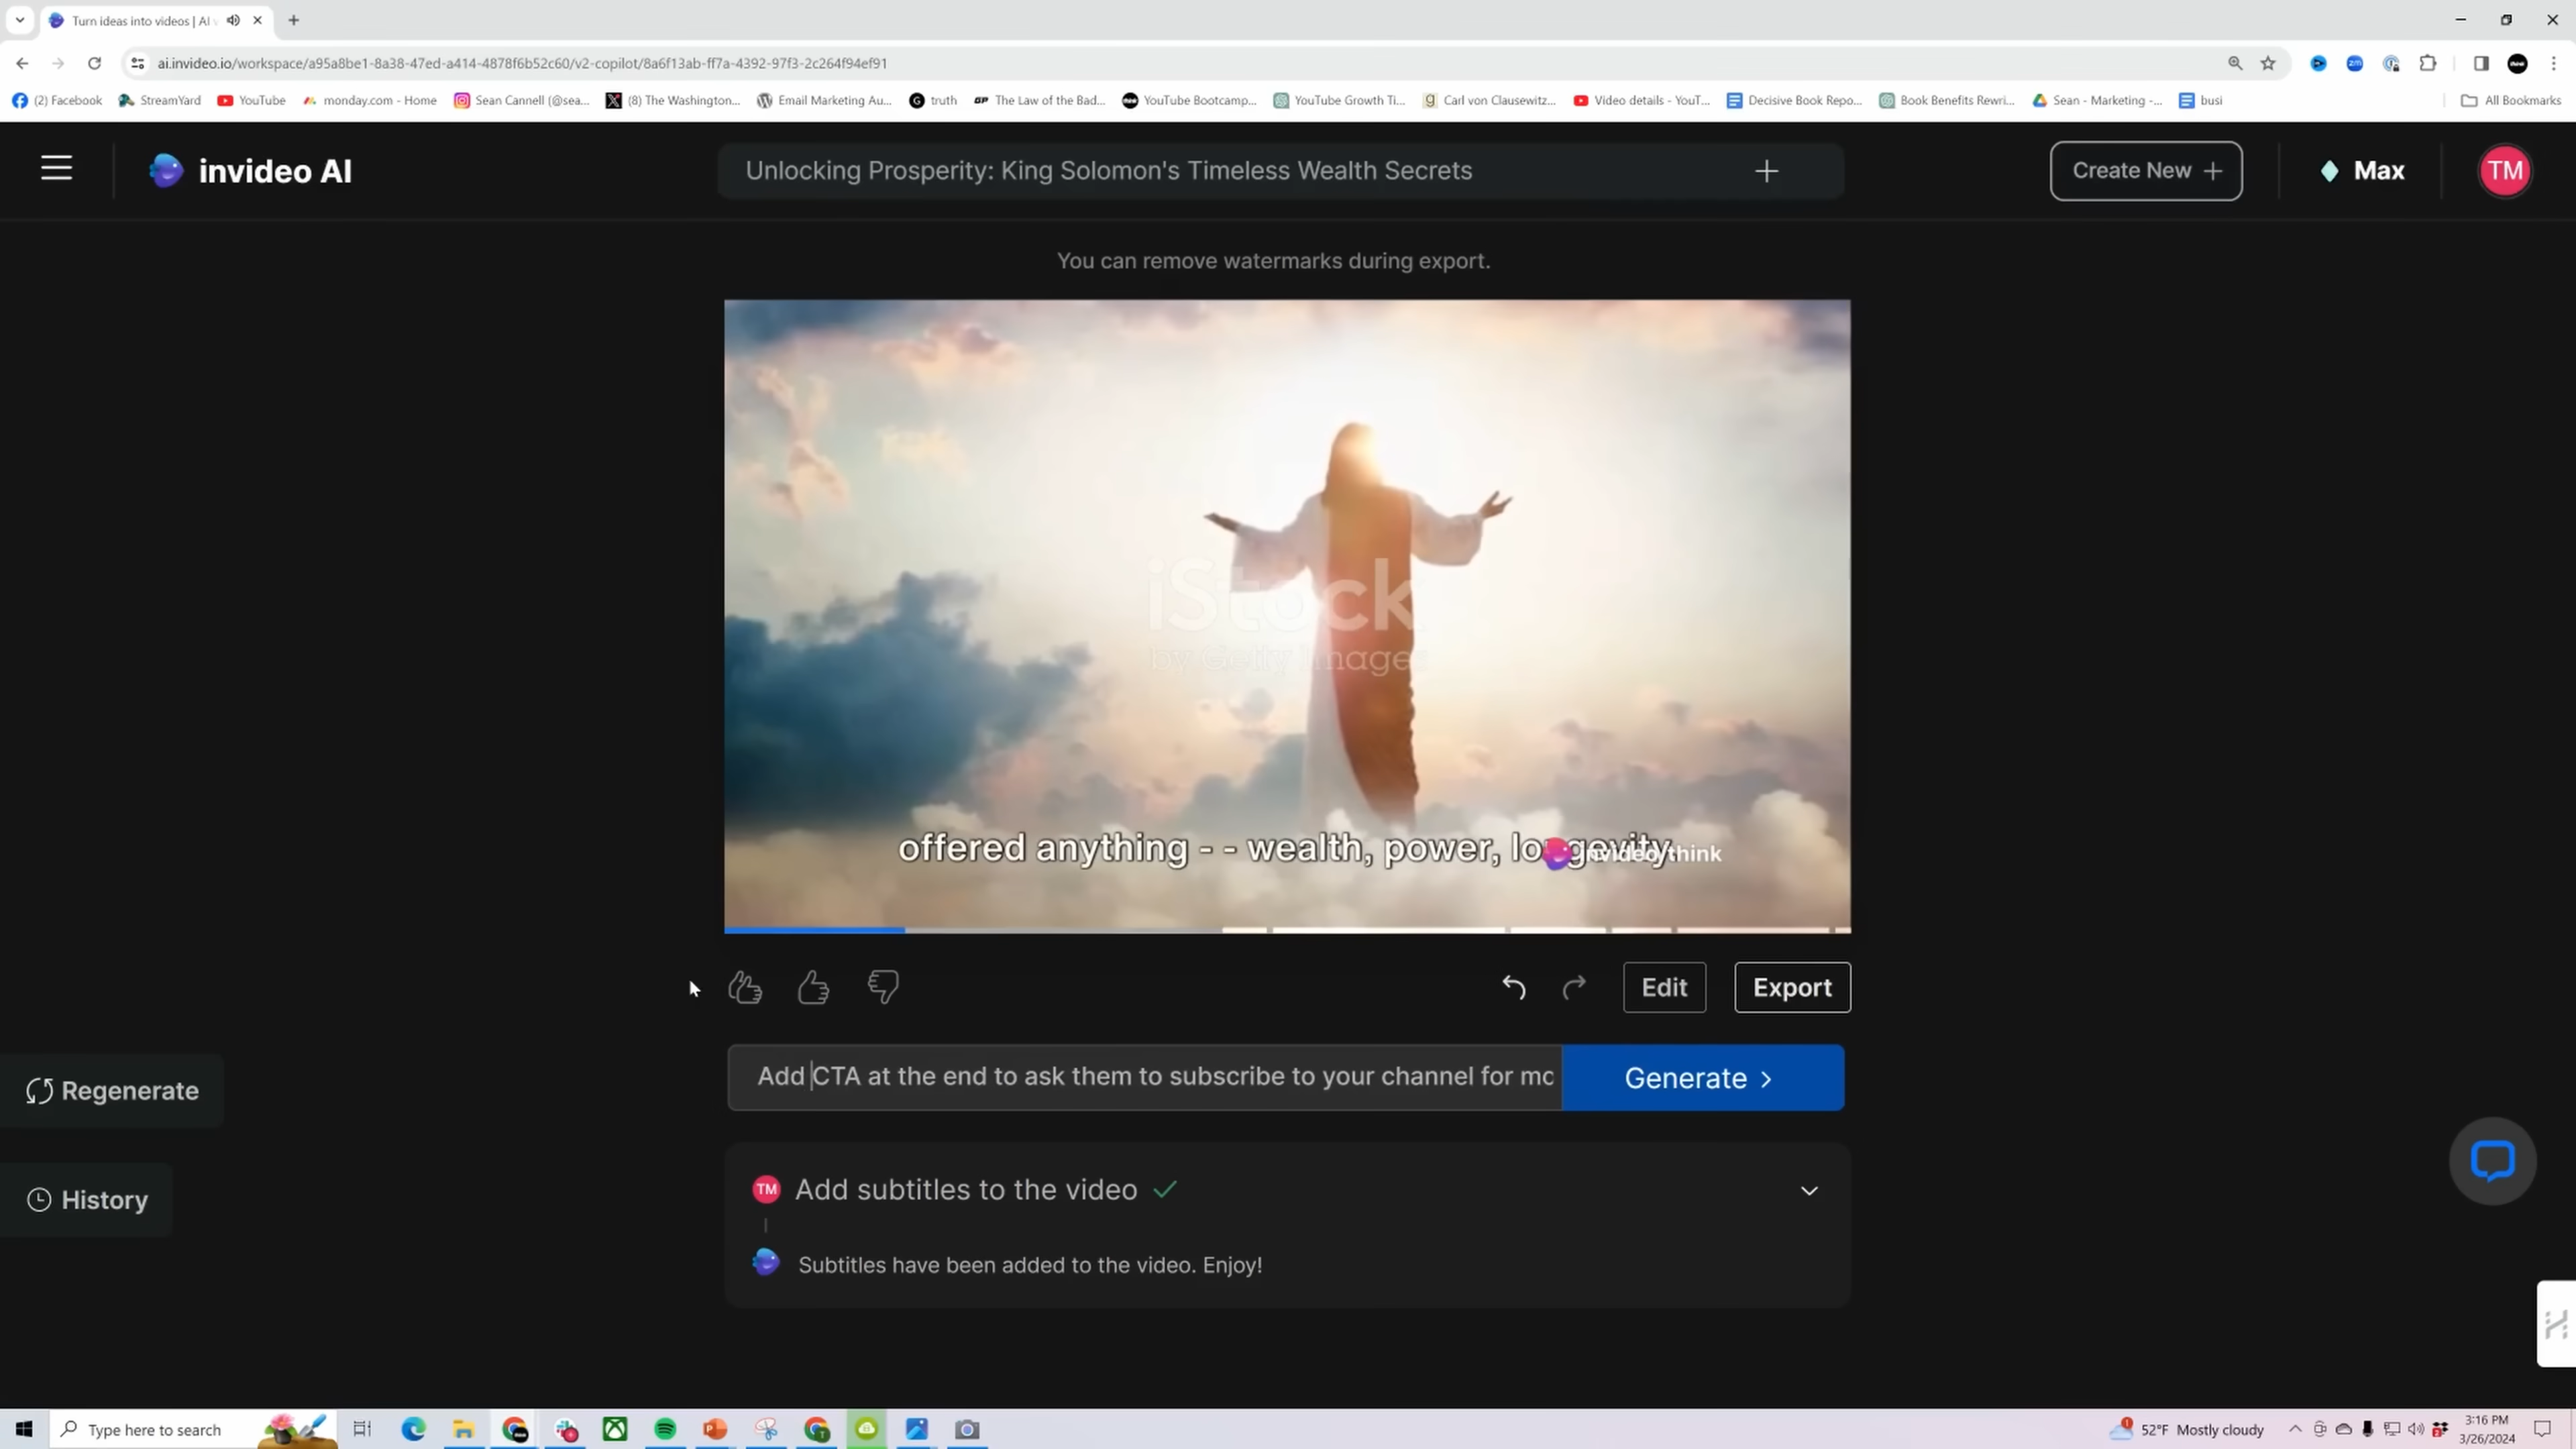 Turn ideas into videos | AI v
ai.invideo.io/workspace/a95a8be1-8a38-47ed-a414-4878f6b52c60/v2-copilot/8a6f13ab-ff7a-4392-97f3-2c264f94ef91
(2) Facebook StreamYard YouTube monday.com - Home Sean Cannell (@sea... (8) The Washington... Email Marketing Au... truth The Law of the Bad... YouTube Bootcamp... YouTube Growth Ti... Carl von Clausewitz... Video details - YouT... Decisive Book Repo... Book Benefits Rewri... Sean - Marketing -... busi All Bookmarks
invideo AI Unlocking Prosperity: King Solomon's Timeless Wealth Secrets Create New Max TM
You can remove watermarks during export.
iStock
by Getty Images
offered anything - - wealth, power, longevity,
invideo think
Edit Export
Add CTA at the end to ask them to subscribe to your channel for mo Generate
Regenerate
TM Add subtitles to the video
History
Subtitles have been added to the video. Enjoy!
Type here to search 52°F Mostly cloudy 3:16 PM
3/26/2024